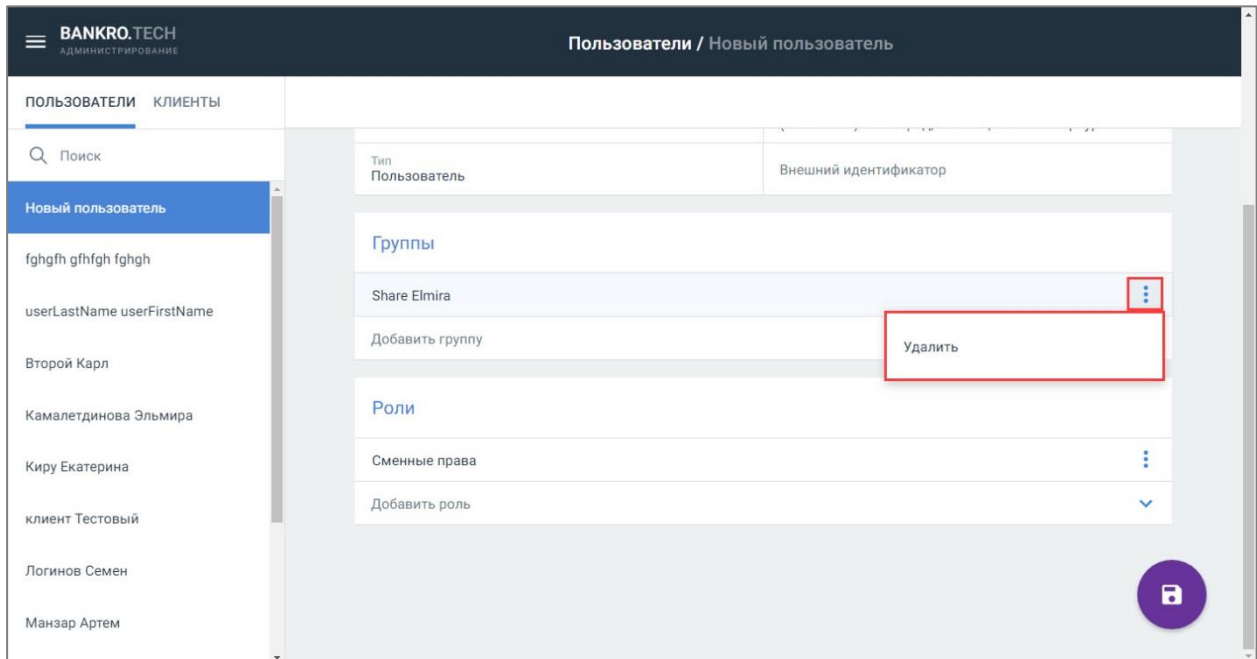 BANKRO.TECH
АДМИНИСТРИРОВАНИЕ
Пользователи / Новый пользователь
ПОЛЬЗОВАТЕЛИ КЛИЕНТЫ
Поиск
Новый пользователь
fghgfh gfhfgh fghgh
userLastName userFirstName
Второй Карл
Камалетдинова Эльмира
Киру Екатерина
клиент Тестовый
Логинов Семен
Манзар Артем
Тип
Пользователь
Внешний идентификатор
Группы
Share Elmira
Добавить группу
Удалить
Роли
Сменные права
Добавить роль